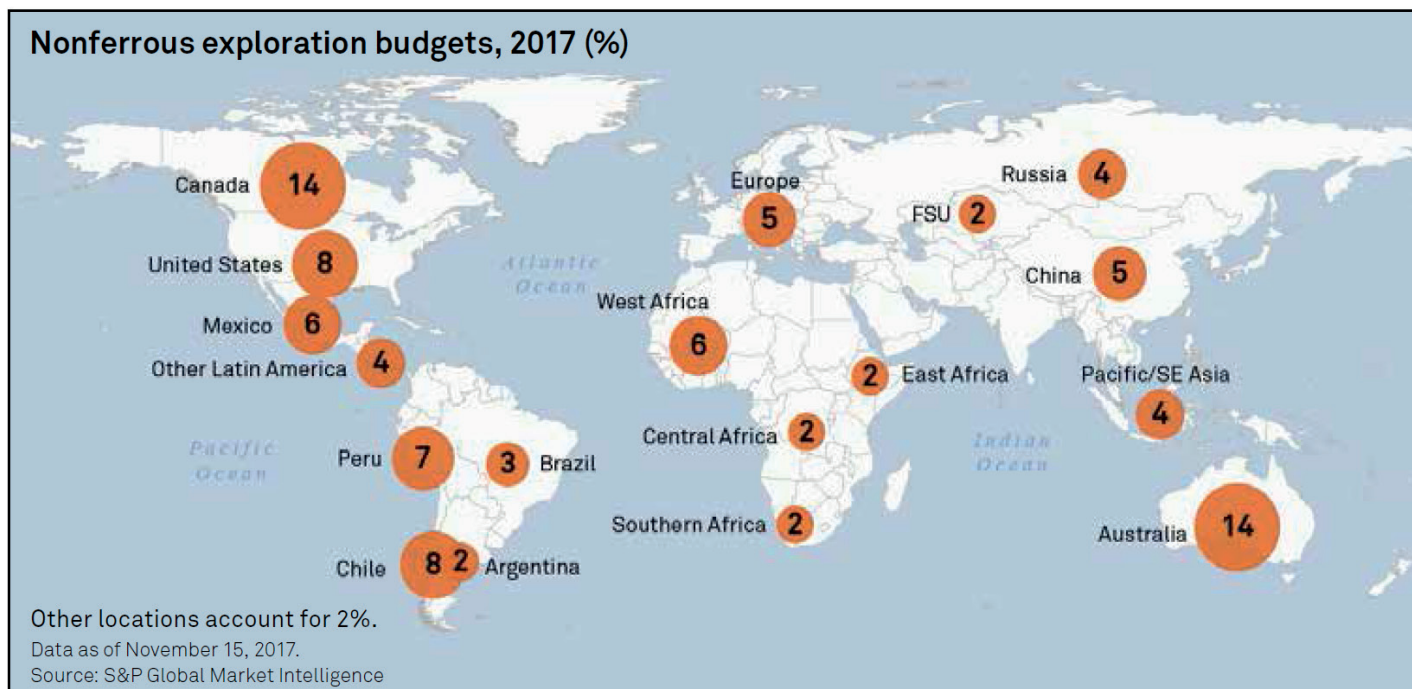 Nonferrous exploration budgets, 2017 (%)
Canada 14
United States 8
Mexico 6
Other Latin America 4
Peru 7
3 Brazil
Chile 8
2 Argentina
Atlantic
Ocean
Pacific
Ocean
Europe
5
West Africa
6
2 East Africa
Central Africa 2
Southern Africa 2
Russia 4
FSU 2
China 5
Pacific/SE Asia
4
Indian
Ocean
Australia 14
Other locations account for 2%.
Data as of November 15, 2017.
Source: S&P Global Market Intelligence